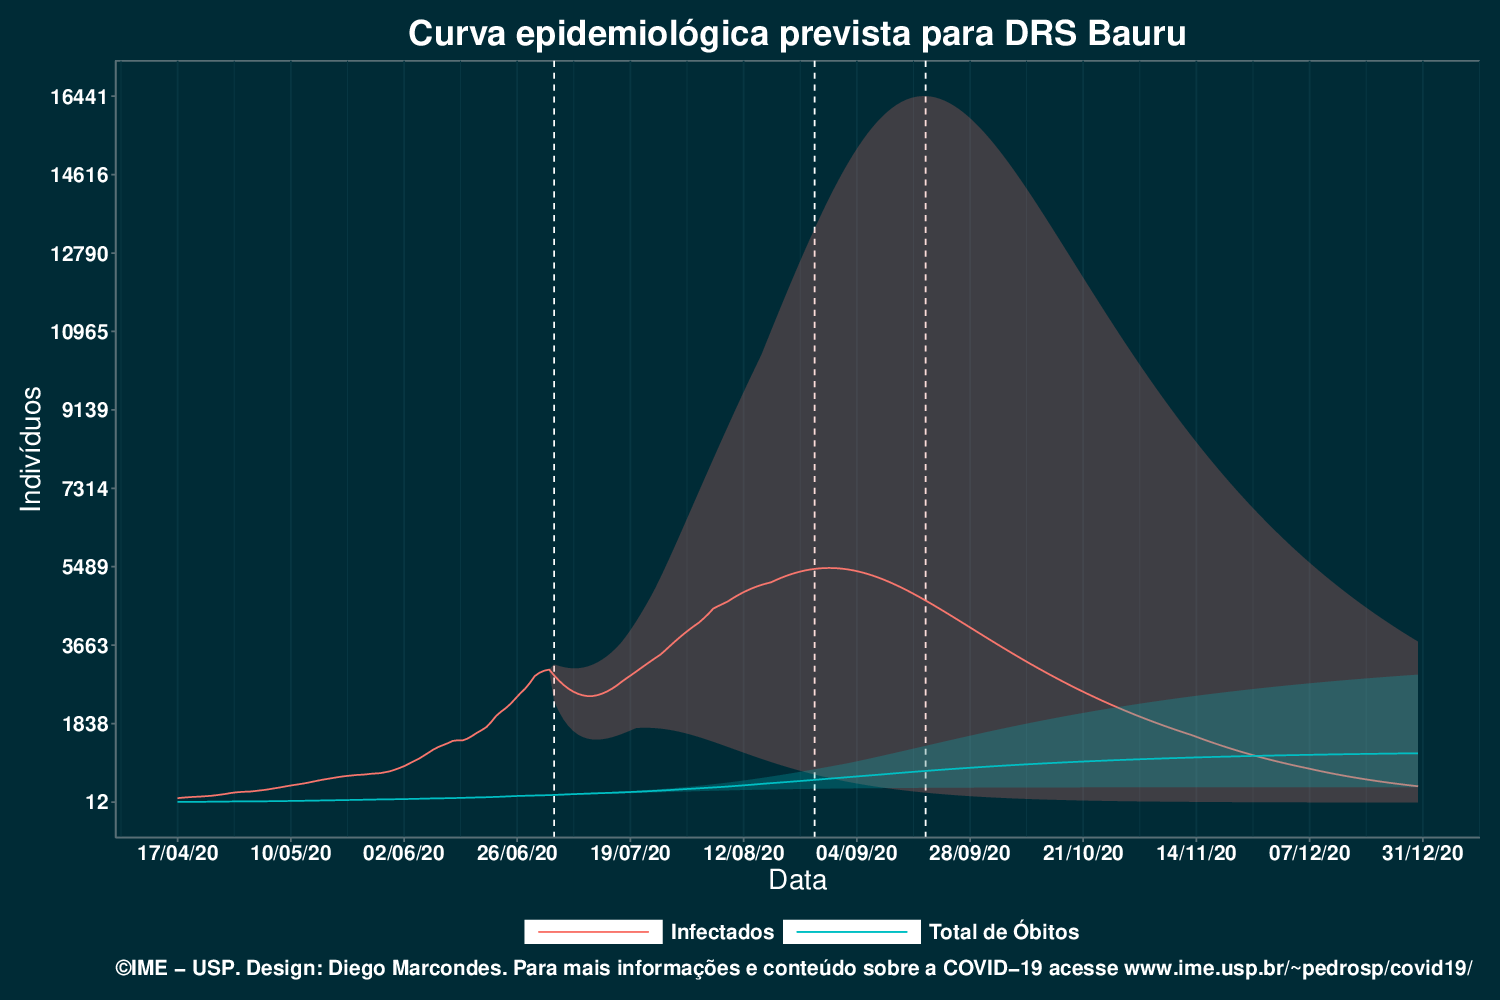 Curva epidemiológica prevista para DRS Bauru
Indivíduos
16441
14616
12790
10965
9139
7314
5489
3663
1838
12
17/04/20 10/05/20 02/06/20 26/06/20 19/07/20 12/08/20 04/09/20 28/09/20 21/10/20 14/11/20 07/12/20 31/12/20
Data
Infectados Total de Óbitos
©IME − USP. Design: Diego Marcondes. Para mais informações e conteúdo sobre a COVID−19 acesse www.ime.usp.br/~pedrosp/covid19/